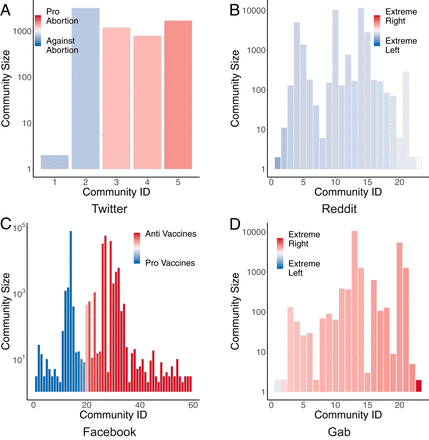 A
Pro
Abortion
Against
Abortion
Community Size
1000
100
10
1
1 2 3 4 5
Community ID
Twitter
B
Extreme
Right
Extreme
Left
Community Size
10000
1000
100
10
1
0 5 10 15 20
Community ID
Reddit
C
Anti Vaccines
Pro Vaccines
Community Size
10^5
10^3
10^1
0 20 40 60
Community ID
Facebook
D
Extreme
Right
Extreme
Left
Community Size
10000
1000
100
10
1
0 5 10 15 20
Community ID
Gab